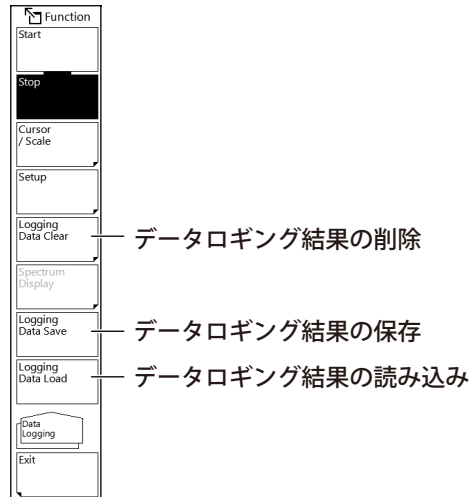 Function
Start
Stop
Cursor
/ Scale
Setup
Logging
Data Clear
データロギング結果の削除
Spectrum
Display
Logging
Data Save
データロギング結果の保存
Logging
Data Load
データロギング結果の読み込み
Data
Logging
Exit